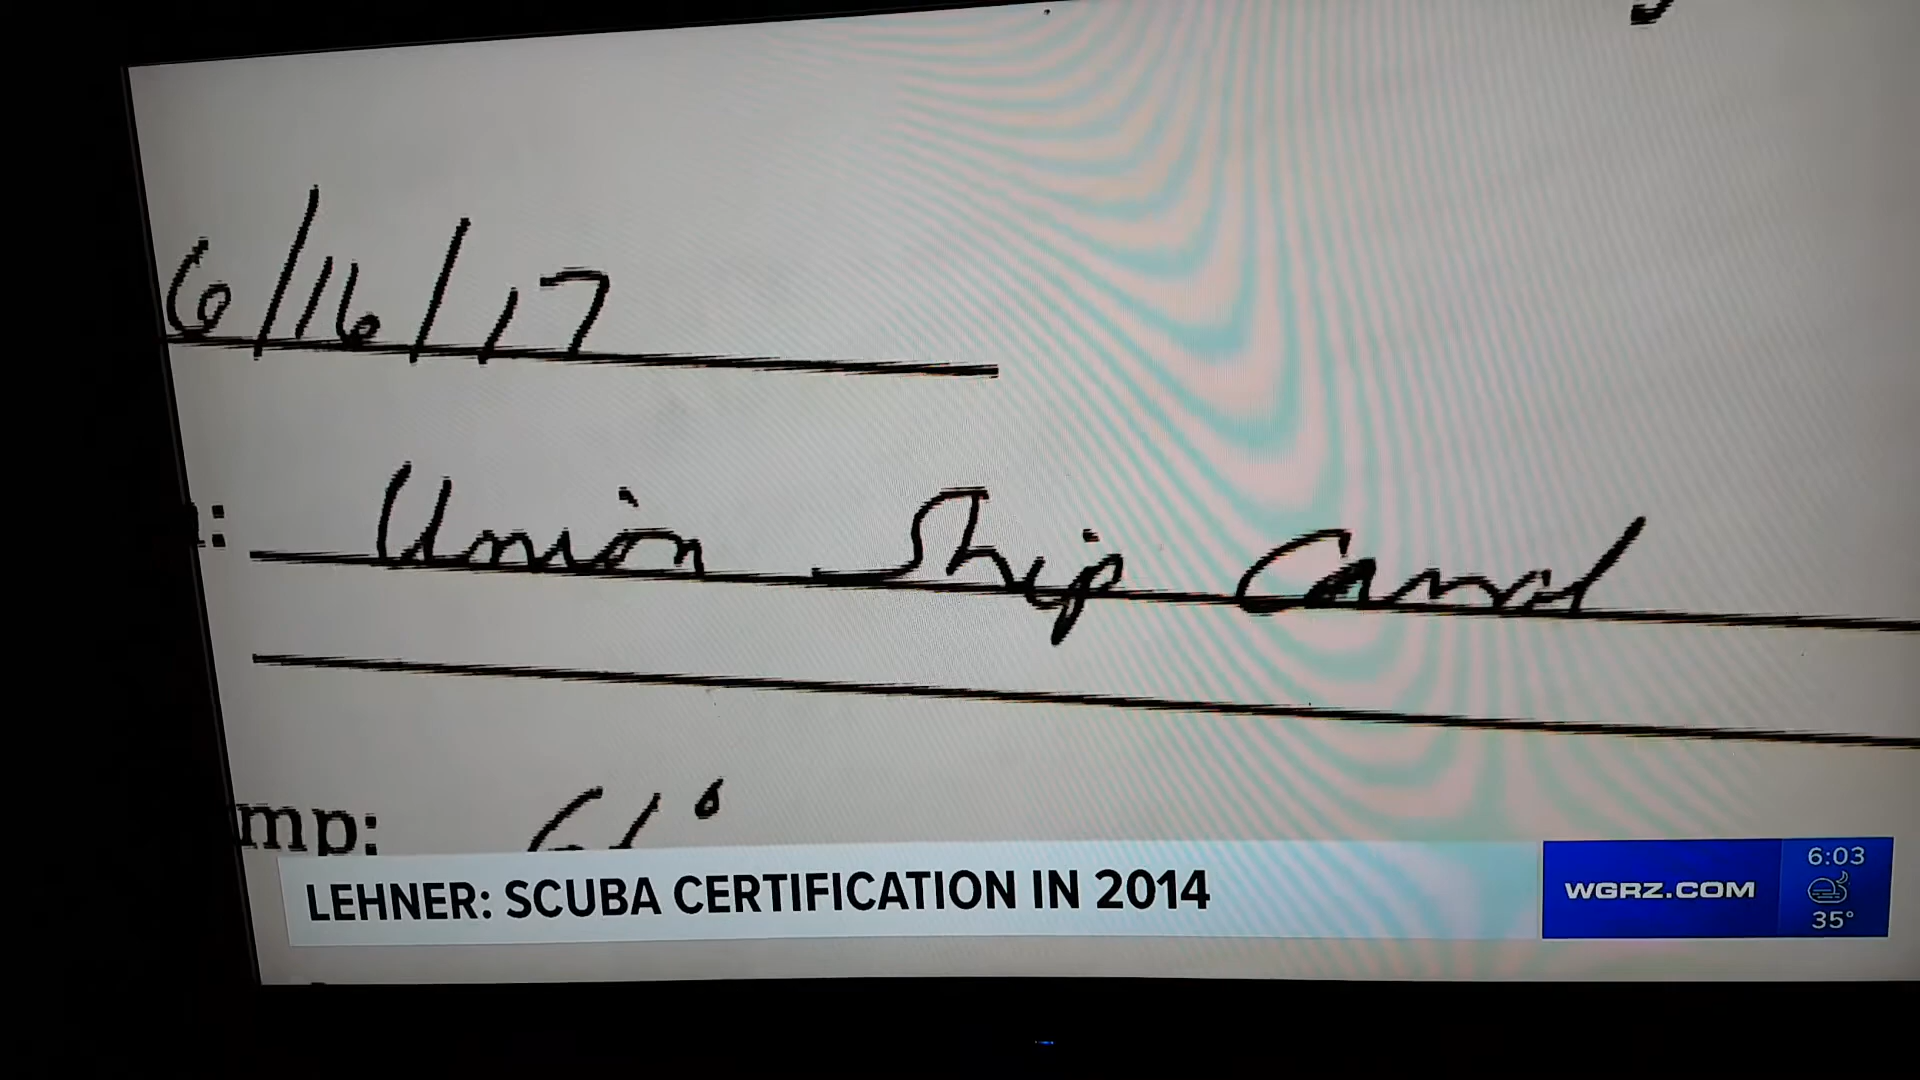 6/16/17
: Union Ship Canal
mp: 61°
LEHNER: SCUBA CERTIFICATION IN 2014
WGRZ.COM
6:03
35°